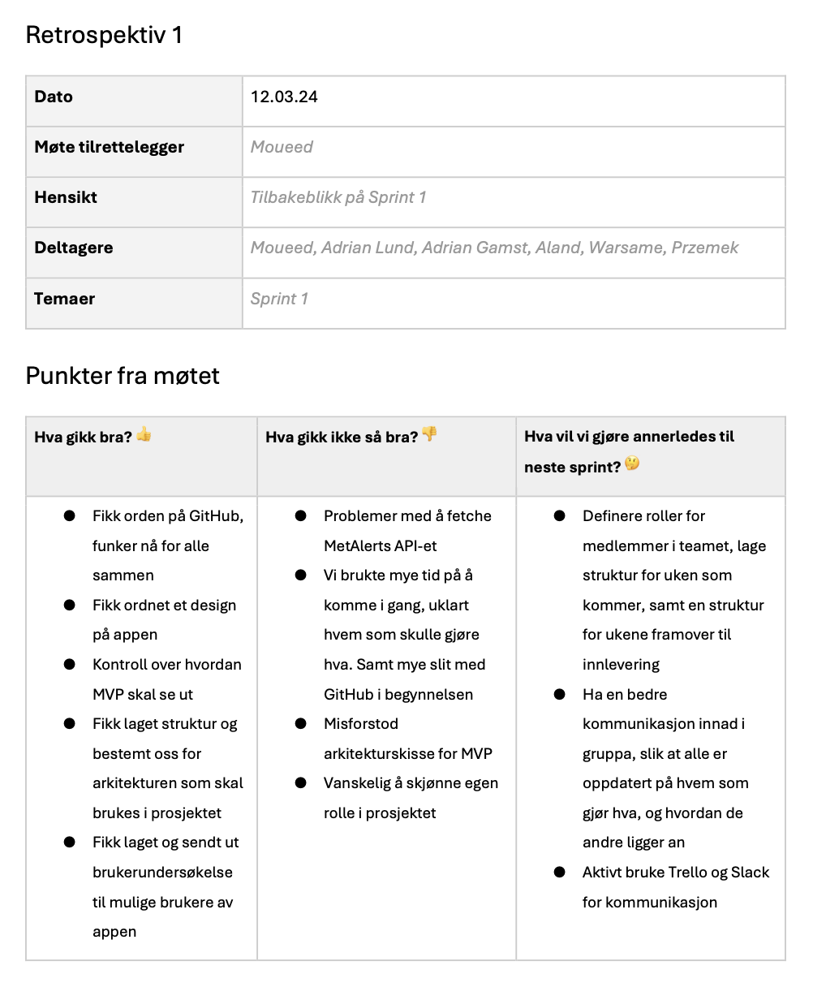 Retrospektiv 1
Dato
12.03.24
Møte tilrettelegger
Moueed
Hensikt
Tilbakeblikk på Sprint 1
Deltagere
Moueed, Adrian Lund, Adrian Gamst, Aland, Warsame, Przemek
Temaer
Sprint 1
Punkter fra møtet
Hva gikk bra? 👍
Hva gikk ikke så bra? 👎
Hva vil vi gjøre annerledes til
neste sprint? 🤔
● Fikk orden på GitHub,
funker nå for alle
sammen
● Fikk ordnet et design
på appen
● Kontroll over hvordan
MVP skal se ut
● Fikk laget struktur og
bestemt oss for
arkitekturen som skal
brukes i prosjektet
● Fikk laget og sendt ut
brukerundersøkelse
til mulige brukere av
appen
● Problemer med å fetche
MetAlerts API-et
● Vi brukte mye tid på å
komme i gang, uklart
hvem som skulle gjøre
hva. Samt mye slit med
GitHub i begynnelsen
● Misforstod
arkitekturskisse for MVP
● Vanskelig å skjønne egen
rolle i prosjektet
● Definere roller for
medlemmer i teamet, lage
struktur for uken som
kommer, samt en struktur
for ukene framover til
innlevering
● Ha en bedre
kommunikasjon innad i
gruppa, slik at alle er
oppdatert på hvem som
gjør hva, og hvordan de
andre ligger an
● Aktivt bruke Trello og Slack
for kommunikasjon